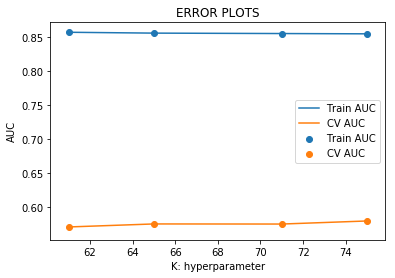 ERROR PLOTS
0.85
0.80
0.75
0.70
0.65
0.60
AUC
Train AUC
CV AUC
Train AUC
CV AUC
62 64 66 68 70 72 74
K: hyperparameter